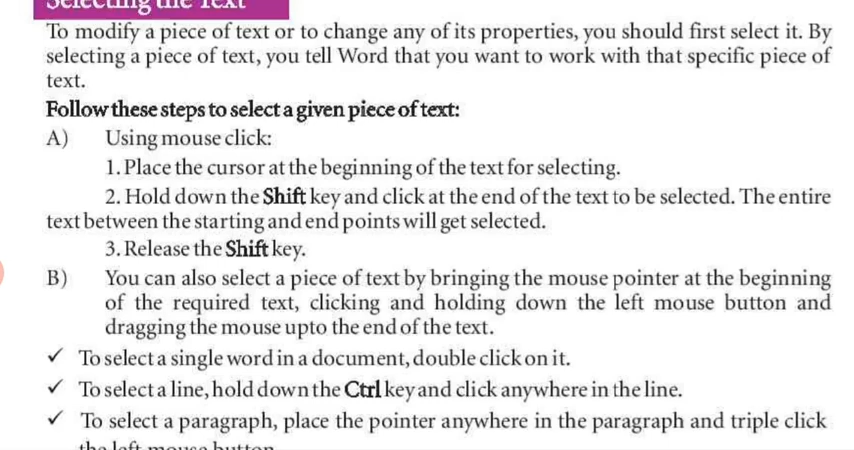 Selecting the Text
To modify a piece of text or to change any of its properties, you should first select it. By
selecting a piece of text, you tell Word that you want to work with that specific piece of
text.
Follow these steps to select a given piece of text:
A) Using mouse click:
1. Place the cursor at the beginning of the text for selecting.
2. Hold down the Shift key and click at the end of the text to be selected. The entire
text between the starting and end points will get selected.
3. Release the Shift key.
B) You can also select a piece of text by bringing the mouse pointer at the beginning
of the required text, clicking and holding down the left mouse button and
dragging the mouse upto the end of the text.
✓ To select a single word in a document, double click on it.
✓ To select a line, hold down the Ctrl key and click anywhere in the line.
✓ To select a paragraph, place the pointer anywhere in the paragraph and triple click
the left mouse button